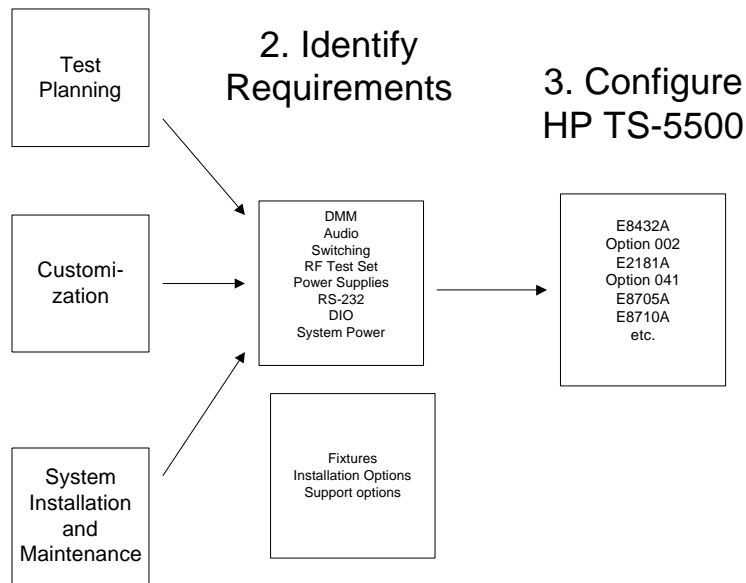 Test
Planning
Customi-
zation
System
Installation
and
Maintenance
2. Identify
Requirements
DMM
Audio
Switching
RF Test Set
Power Supplies
RS-232
DIO
System Power
Fixtures
Installation Options
Support options
3. Configure
HP TS-5500
E8432A
Option 002
E2181A
Option 041
E8705A
E8710A
etc.